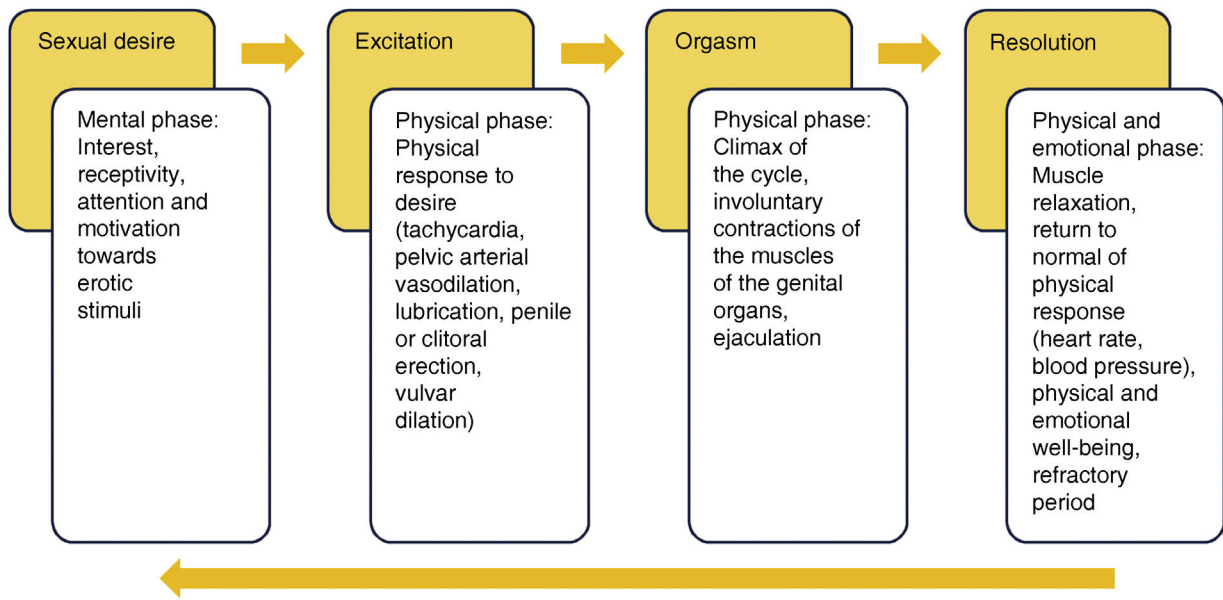 Sexual desire
Mental phase:
Interest,
receptivity,
attention and
motivation
towards
erotic
stimuli
Excitation
Physical phase:
Physical
response to
desire
(tachycardia,
pelvic arterial
vasodilation,
lubrication, penile
or clitoral
erection,
vulvar
dilation)
Orgasm
Physical phase:
Climax of
the cycle,
involuntary
contractions of
the muscles
of the genital
organs,
ejaculation
Resolution
Physical and
emotional phase:
Muscle
relaxation,
return to
normal of
physical
response
(heart rate,
blood pressure),
physical and
emotional
well-being,
refractory
period